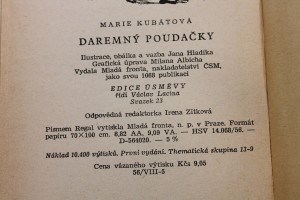 MARIE KUBÁTOVÁ
DAREMNÝ POUDAČKY
Ilustrace, obálka a vazba Jana Hladíka
Grafická úprava Milana Albicha
Vydala Mladá fronta, nakladatelství ČSM,
jako svou 1068 publikaci
EDICE ÚSMĚVY
řídí Václav Lacina
Svazek 23
Odpovědná redaktorka Irena Zítková
Písmem Regal vytiskla Mladá fronta, n. p. v Praze. Formát
papíru 70×100 cm. 8,82 AA, 9,09 VA. — HSV 14.068/56. —
D-564020. — 3 %
Náklad 10.400 výtisků. První vydání. Thematická skupina 13-9
Cena vázaného výtisku Kčs 9,05
56/VIII-5